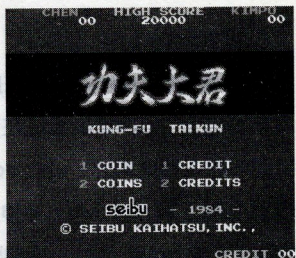 CHEN HIGH SCORE KIMPO
00 20000 00
功夫大君
KUNG-FU TAIKUN
1 COIN 1 CREDIT
2 COINS 2 CREDITS
seibu - 1984 -
© SEIBU KAIHATSU, INC.,
CREDIT 00